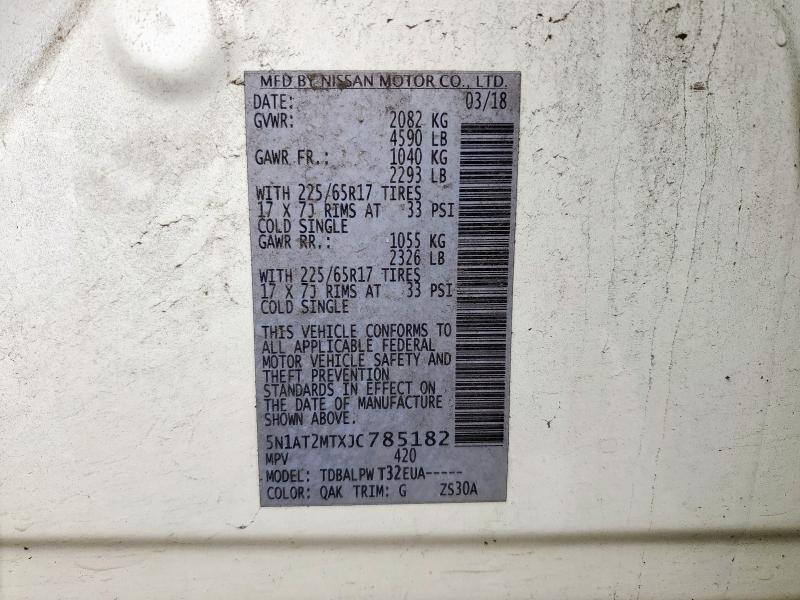 MFD BY NISSAN MOTOR CO., LTD.
DATE: 03/18
GVWR: 2082 KG
4590 LB
GAWR FR.: 1040 KG
2293 LB
WITH 225/65R17 TIRES
17 X 7J RIMS AT 33 PSI
COLD SINGLE
GAWR RR.: 1055 KG
2326 LB
WITH 225/65R17 TIRES
17 X 7J RIMS AT 33 PSI
COLD SINGLE
THIS VEHICLE CONFORMS TO
ALL APPLICABLE FEDERAL
MOTOR VEHICLE SAFETY AND
THEFT PREVENTION
STANDARDS IN EFFECT ON
THE DATE OF MANUFACTURE
SHOWN ABOVE.
5N1AT2MTXJC785182
MPV 420
MODEL: TDBALPW T32EUA-----
COLOR: QAK TRIM: G ZS30A